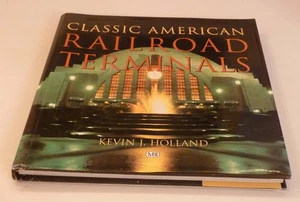 CLASSIC AMERICAN
RAILROAD
TERMINALS
KEVIN J. HOLLAND